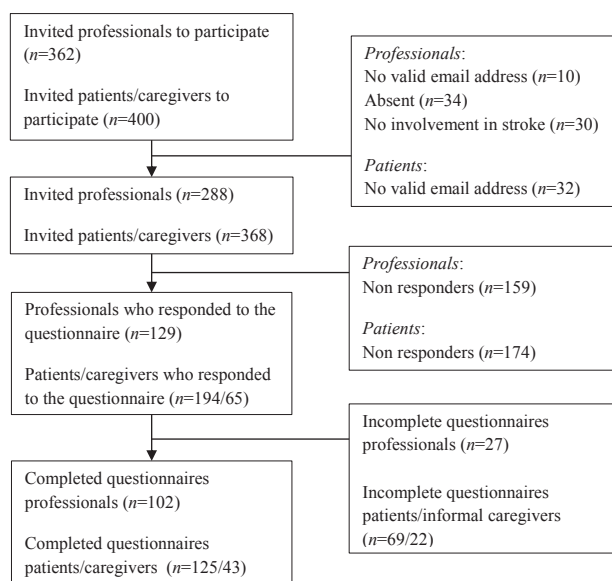 Invited professionals to participate
(n=362)
Invited patients/caregivers to
participate (n=400)
Professionals:
No valid email address (n=10)
Absent (n=34)
No involvement in stroke (n=30)
Patients:
No valid email address (n=32)
Invited professionals (n=288)
Invited patients/caregivers (n=368)
Professionals:
Non responders (n=159)
Patients:
Non responders (n=174)
Professionals who responded to the
questionnaire (n=129)
Patients/caregivers who responded
to the questionnaire (n=194/65)
Incomplete questionnaires
professionals (n=27)
Incomplete questionnaires
patients/informal caregivers
(n=69/22)
Completed questionnaires
professionals (n=102)
Completed questionnaires
patients/caregivers (n=125/43)